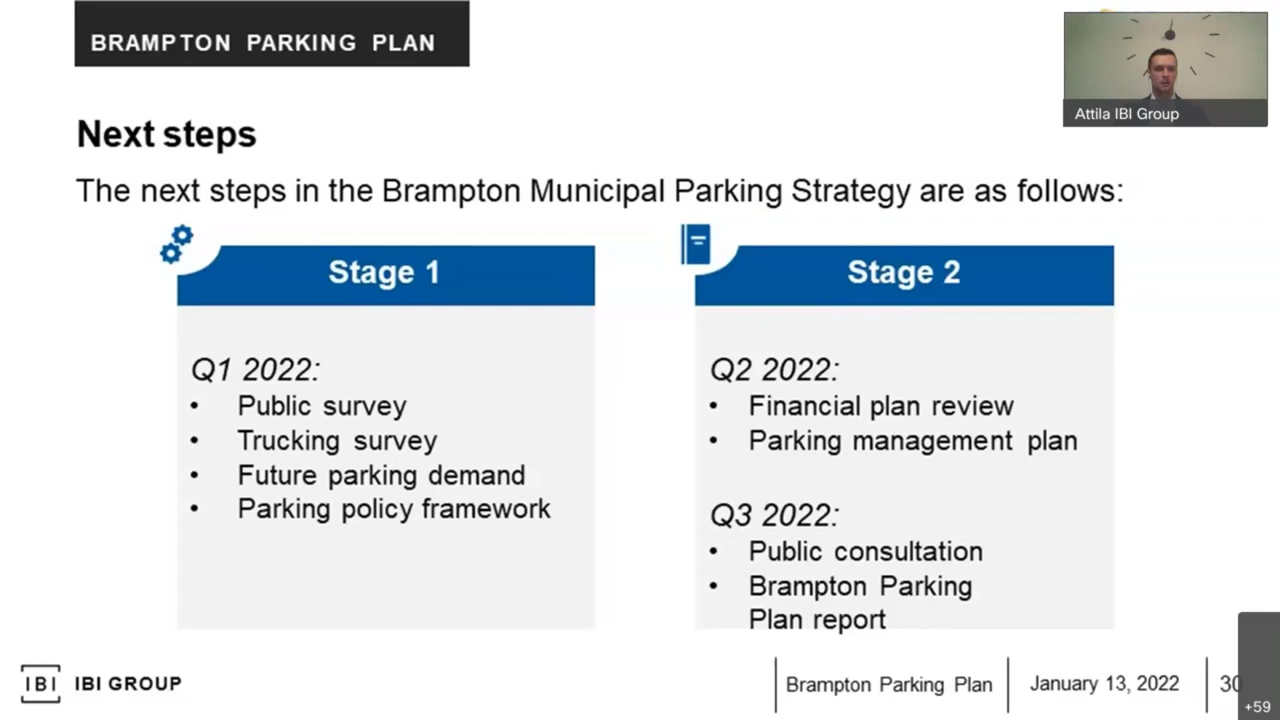 BRAMPTON PARKING PLAN
Attila IBI Group
Next steps
The next steps in the Brampton Municipal Parking Strategy are as follows:
Stage 1
Q1 2022:
• Public survey
• Trucking survey
• Future parking demand
• Parking policy framework
Stage 2
Q2 2022:
• Financial plan review
• Parking management plan
Q3 2022:
• Public consultation
• Brampton Parking
Plan report
IBI IBI GROUP
Brampton Parking Plan
January 13, 2022
30
+59